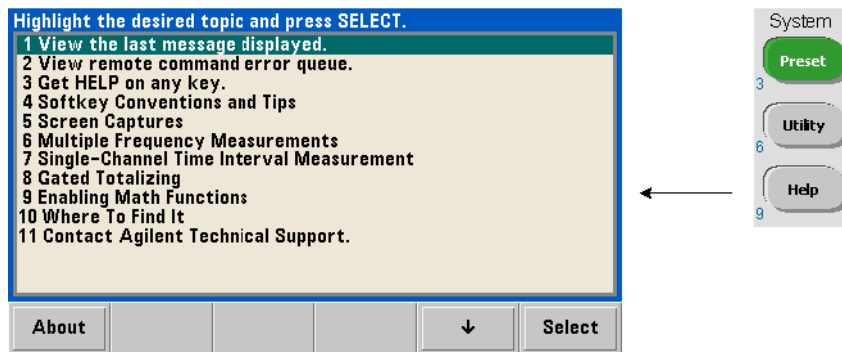 Highlight the desired topic and press SELECT.
1 View the last message displayed.
2 View remote command error queue.
3 Get HELP on any key.
4 Softkey Conventions and Tips
5 Screen Captures
6 Multiple Frequency Measurements
7 Single-Channel Time Interval Measurement
8 Gated Totalizing
9 Enabling Math Functions
10 Where To Find It
11 Contact Agilent Technical Support.
About
↓
Select
System
Preset
3
Utility
6
Help
9